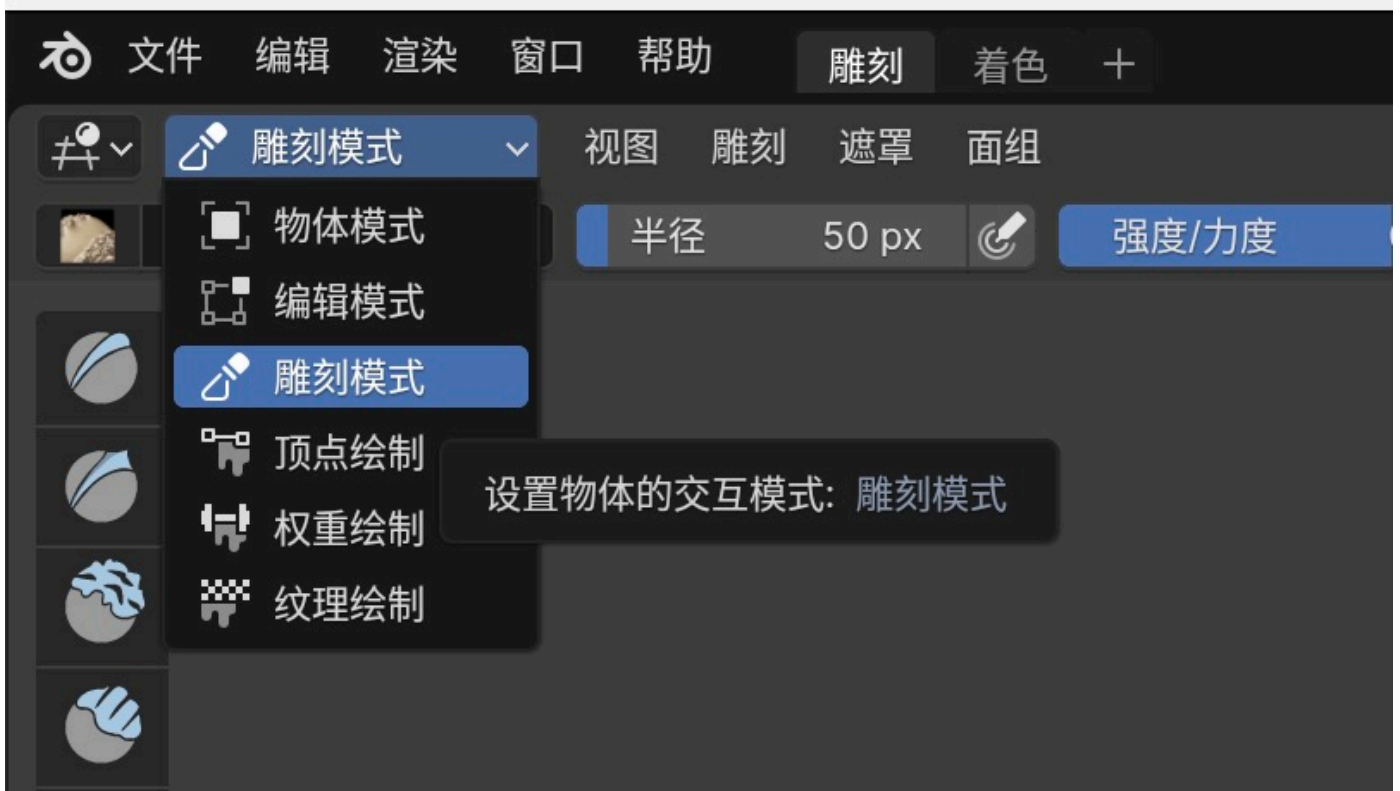 文件 编辑 渲染 窗口 帮助 雕刻 着色 +
雕刻模式 视图 雕刻 遮罩 面组
半径 50 px 强度/力度
物体模式
编辑模式
雕刻模式
顶点绘制
设置物体的交互模式: 雕刻模式
权重绘制
纹理绘制